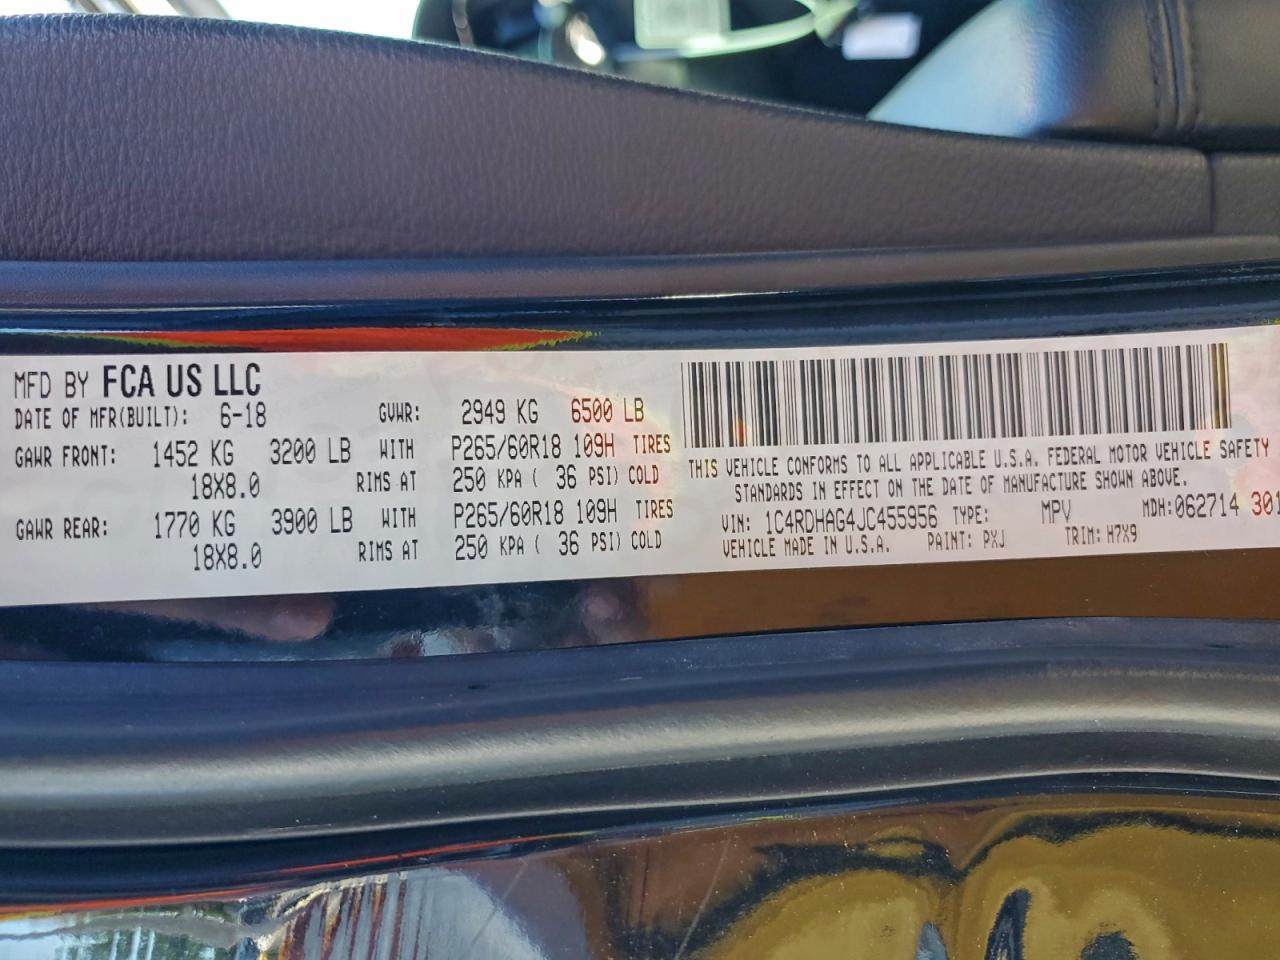 MFD BY FCA US LLC
DATE OF MFR(BUILT): 6-18 GVWR: 2949 KG 6500 LB
GAWR FRONT: 1452 KG 3200 LB WITH P265/60R18 109H TIRES
18X8.0 RIMS AT 250 KPA ( 36 PSI) COLD
GAWR REAR: 1770 KG 3900 LB WITH P265/60R18 109H TIRES
18X8.0 RIMS AT 250 KPA ( 36 PSI) COLD
THIS VEHICLE CONFORMS TO ALL APPLICABLE U.S.A. FEDERAL MOTOR VEHICLE SAFETY
STANDARDS IN EFFECT ON THE DATE OF MANUFACTURE SHOWN ABOVE.
VIN: 1C4RDHAG4JC455956 TYPE: MPV MDH:062714 301
VEHICLE MADE IN U.S.A. PAINT: PXJ TRIM: H7X9